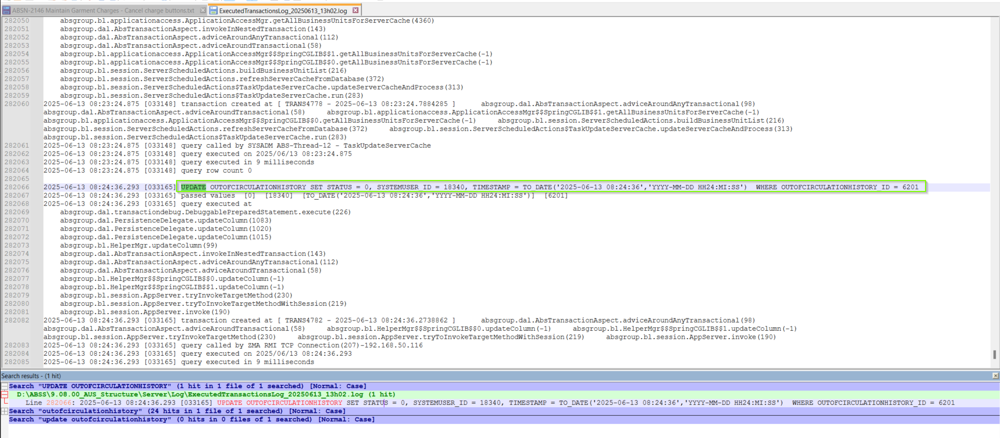 ABSN-2146 Maintain Garment Charges - Cancel charge buttons.txt ExecutedTransactionsLog_20250613_13h02.log
282050 absgroup.bl.applicationaccess.ApplicationAccessMgr.getAllBusinessUnitsForServerCache(4360)
282051 absgroup.dal.AbsTransactionAspect.invokeInNestedTransaction(143)
282052 absgroup.dal.AbsTransactionAspect.adviceAroundAnyTransactional(112)
282053 absgroup.dal.AbsTransactionAspect.adviceAroundTransactional(58)
282054 absgroup.bl.applicationaccess.ApplicationAccessMgr$$SpringCGLIB$$1.getAllBusinessUnitsForServerCache(-1)
282055 absgroup.bl.applicationaccess.ApplicationAccessMgr$$SpringCGLIB$$0.getAllBusinessUnitsForServerCache(-1)
282056 absgroup.bl.session.ServerScheduledActions.buildBusinessUnitList(216)
282057 absgroup.bl.session.ServerScheduledActions.refreshServerCacheFromDatabase(372)
282058 absgroup.bl.session.ServerScheduledActions$TaskUpdateServerCache.updateServerCacheAndProcess(313)
282059 absgroup.bl.session.ServerScheduledActions$TaskUpdateServerCache.run(283)
282060 2025-06-13 08:23:24.875 [033148] transaction created at [ TRANS4778 - 2025-06-13 08:23:24.7884285 ] absgroup.dal.AbsTransactionAspect.adviceAroundAnyTransactional(98)
absgroup.dal.AbsTransactionAspect.adviceAroundTransactional(58) absgroup.bl.applicationaccess.ApplicationAccessMgr$$SpringCGLIB$$1.getAllBusinessUnitsForServerCache(-1)
absgroup.bl.applicationaccess.ApplicationAccessMgr$$SpringCGLIB$$0.getAllBusinessUnitsForServerCache(-1) absgroup.bl.session.ServerScheduledActions.buildBusinessUnitList(216)
absgroup.bl.session.ServerScheduledActions.refreshServerCacheFromDatabase(372) absgroup.bl.session.ServerScheduledActions$TaskUpdateServerCache.updateServerCacheAndProcess(313)
absgroup.bl.session.ServerScheduledActions$TaskUpdateServerCache.run(283)
282061 2025-06-13 08:23:24.875 [033148] query called by SYSADM ABS-Thread-12 - TaskUpdateServerCache
282062 2025-06-13 08:23:24.875 [033148] query executed on 2025/06/13 08:23:24.875
282063 2025-06-13 08:23:24.875 [033148] query executed in 9 milliseconds
282064 2025-06-13 08:23:24.875 [033148] query row count 0
282065
282066 2025-06-13 08:24:36.293 [033165] UPDATE OUTOFCIRCULATIONHISTORY SET STATUS = 0, SYSTEMUSER_ID = 18340, TIMESTAMP = TO_DATE('2025-06-13 08:24:36','YYYY-MM-DD HH24:MI:SS') WHERE OUTOFCIRCULATIONHISTORY_ID = 6201
282067 2025-06-13 08:24:36.293 [033165] passed values [0] [18340] [TO_DATE('2025-06-13 08:24:36','YYYY-MM-DD HH24:MI:SS')] [6201]
282068 2025-06-13 08:24:36.293 [033165] query executed at
282069 absgroup.dal.transactiondebug.DebuggablePreparedStatement.execute(226)
282070 absgroup.dal.PersistenceDelegate.updateColumn(1083)
282071 absgroup.dal.PersistenceDelegate.updateColumn(1020)
282072 absgroup.dal.PersistenceDelegate.updateColumn(1015)
282073 absgroup.bl.HelperMgr.updateColumn(99)
282074 absgroup.dal.AbsTransactionAspect.invokeInNestedTransaction(143)
282075 absgroup.dal.AbsTransactionAspect.adviceAroundAnyTransactional(112)
282076 absgroup.dal.AbsTransactionAspect.adviceAroundTransactional(58)
282077 absgroup.bl.HelperMgr$$SpringCGLIB$$0.updateColumn(-1)
282078 absgroup.bl.HelperMgr$$SpringCGLIB$$1.updateColumn(-1)
282079 absgroup.bl.session.AppServer.tryInvokeTargetMethod(230)
282080 absgroup.bl.session.AppServer.tryToInvokeTargetMethodWithSession(219)
282081 absgroup.bl.session.AppServer.invoke(190)
282082 2025-06-13 08:24:36.293 [033165] transaction created at [ TRANS4782 - 2025-06-13 08:24:36.2738862 ] absgroup.dal.AbsTransactionAspect.adviceAroundAnyTransactional(98)
absgroup.dal.AbsTransactionAspect.adviceAroundTransactional(58) absgroup.bl.HelperMgr$$SpringCGLIB$$0.updateColumn(-1) absgroup.bl.HelperMgr$$SpringCGLIB$$1.updateColumn(-1)
absgroup.bl.session.AppServer.tryInvokeTargetMethod(230) absgroup.bl.session.AppServer.tryToInvokeTargetMethodWithSession(219) absgroup.bl.session.AppServer.invoke(190)
282083 2025-06-13 08:24:36.293 [033165] query called by ZMA RMI TCP Connection(207)-192.168.50.116
282084 2025-06-13 08:24:36.293 [033165] query executed on 2025/06/13 08:24:36.293
282085 2025-06-13 08:24:36.293 [033165] query executed in 9 milliseconds
Search results - (1 hit)
Search "UPDATE OUTOFCIRCULATIONHISTORY" (1 hit in 1 file of 1 searched) [Normal: Case]
D:\ABSS\9.08.00_AUS_Structure\Server\Log\ExecutedTransactionsLog_20250613_13h02.log (1 hit)
Line 282066: 2025-06-13 08:24:36.293 [033165] UPDATE OUTOFCIRCULATIONHISTORY SET STATUS = 0, SYSTEMUSER_ID = 18340, TIMESTAMP = TO_DATE('2025-06-13 08:24:36','YYYY-MM-DD HH24:MI:SS') WHERE OUTOFCIRCULATIONHISTORY_ID = 6201
Search "outofcirculationhistory" (24 hits in 1 file of 1 searched) [Normal: Case]
Search "update outofcirculationhistory" (0 hits in 0 files of 1 searched) [Normal: Case]